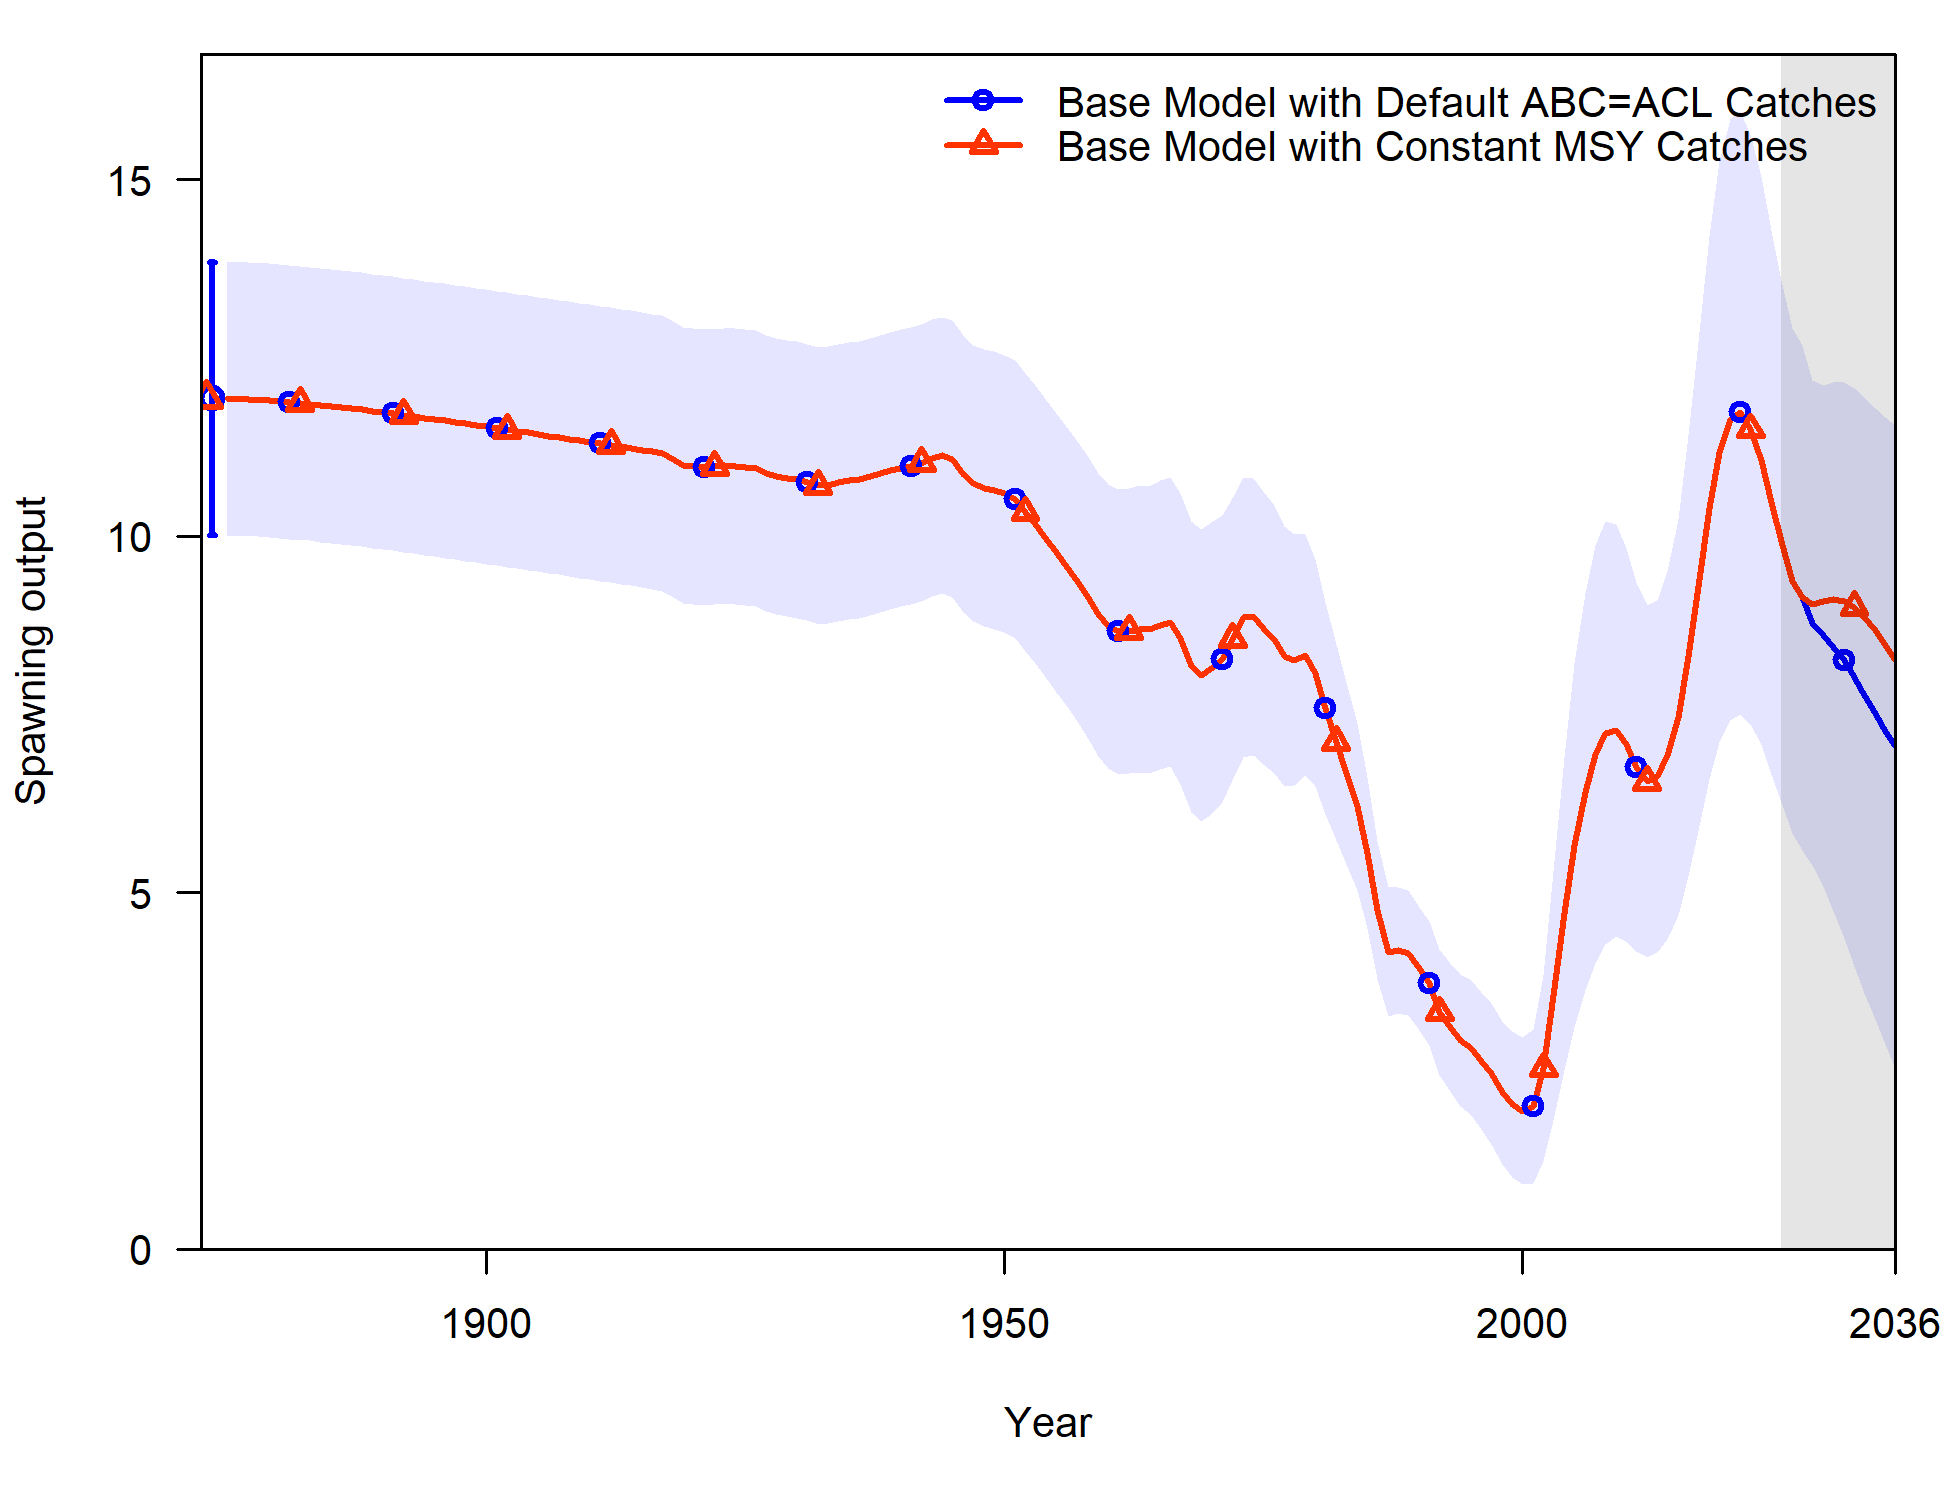 Base Model with Default ABC=ACL Catches
Base Model with Constant MSY Catches
15
10
5
0
Spawning output
1900
1950
2000
2036
Year